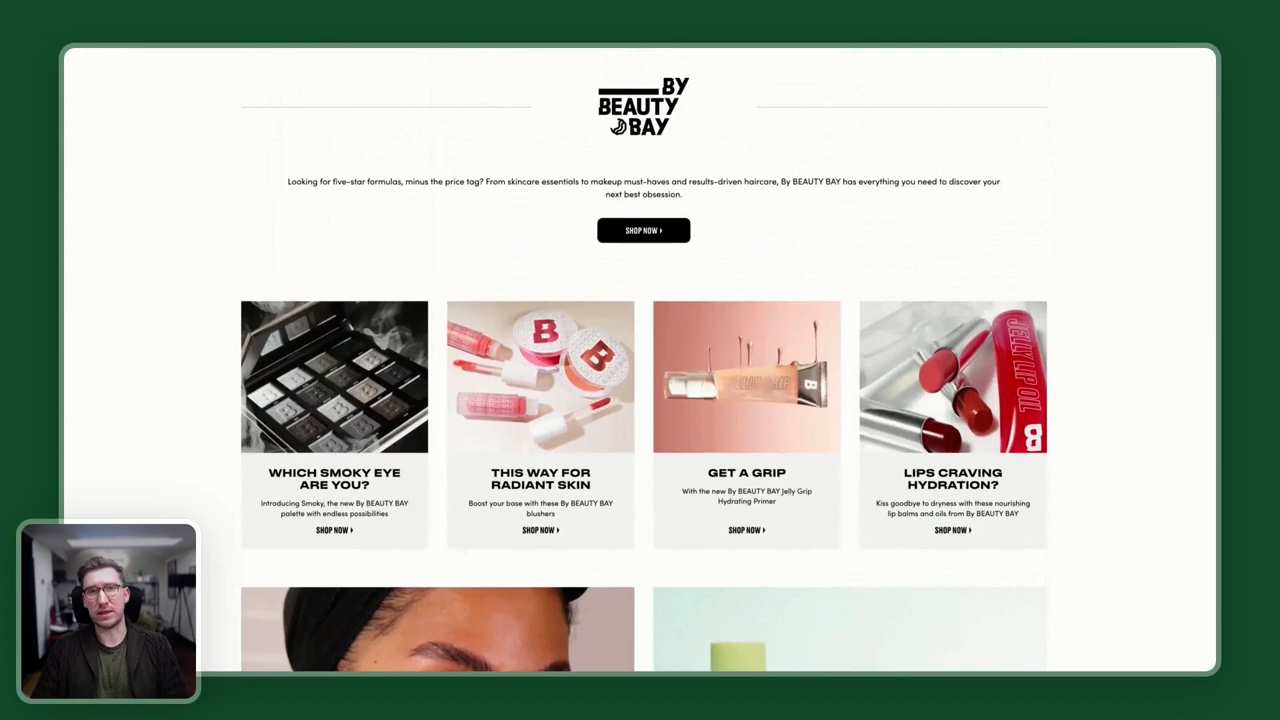 BY
BEAUTY
BAY
Looking for five-star formulas, minus the price tag? From skincare essentials to makeup must-haves and results-driven haircare, By BEAUTY BAY has everything you need to discover your
next best obsession.
SHOP NOW
B
B
JELLY GRIP
B
JELLY LIP OIL
B
WHICH SMOKY EYE
ARE YOU?
Introducing Smoky, the new By BEAUTY BAY
palette with endless possibilities
SHOP NOW
THIS WAY FOR
RADIANT SKIN
Boost your base with these By BEAUTY BAY
blushers
SHOP NOW
GET A GRIP
With the new By BEAUTY BAY Jelly Grip
Hydrating Primer
SHOP NOW
LIPS CRAVING
HYDRATION?
Kiss goodbye to dryness with these nourishing
lip balms and oils from By BEAUTY BAY
SHOP NOW